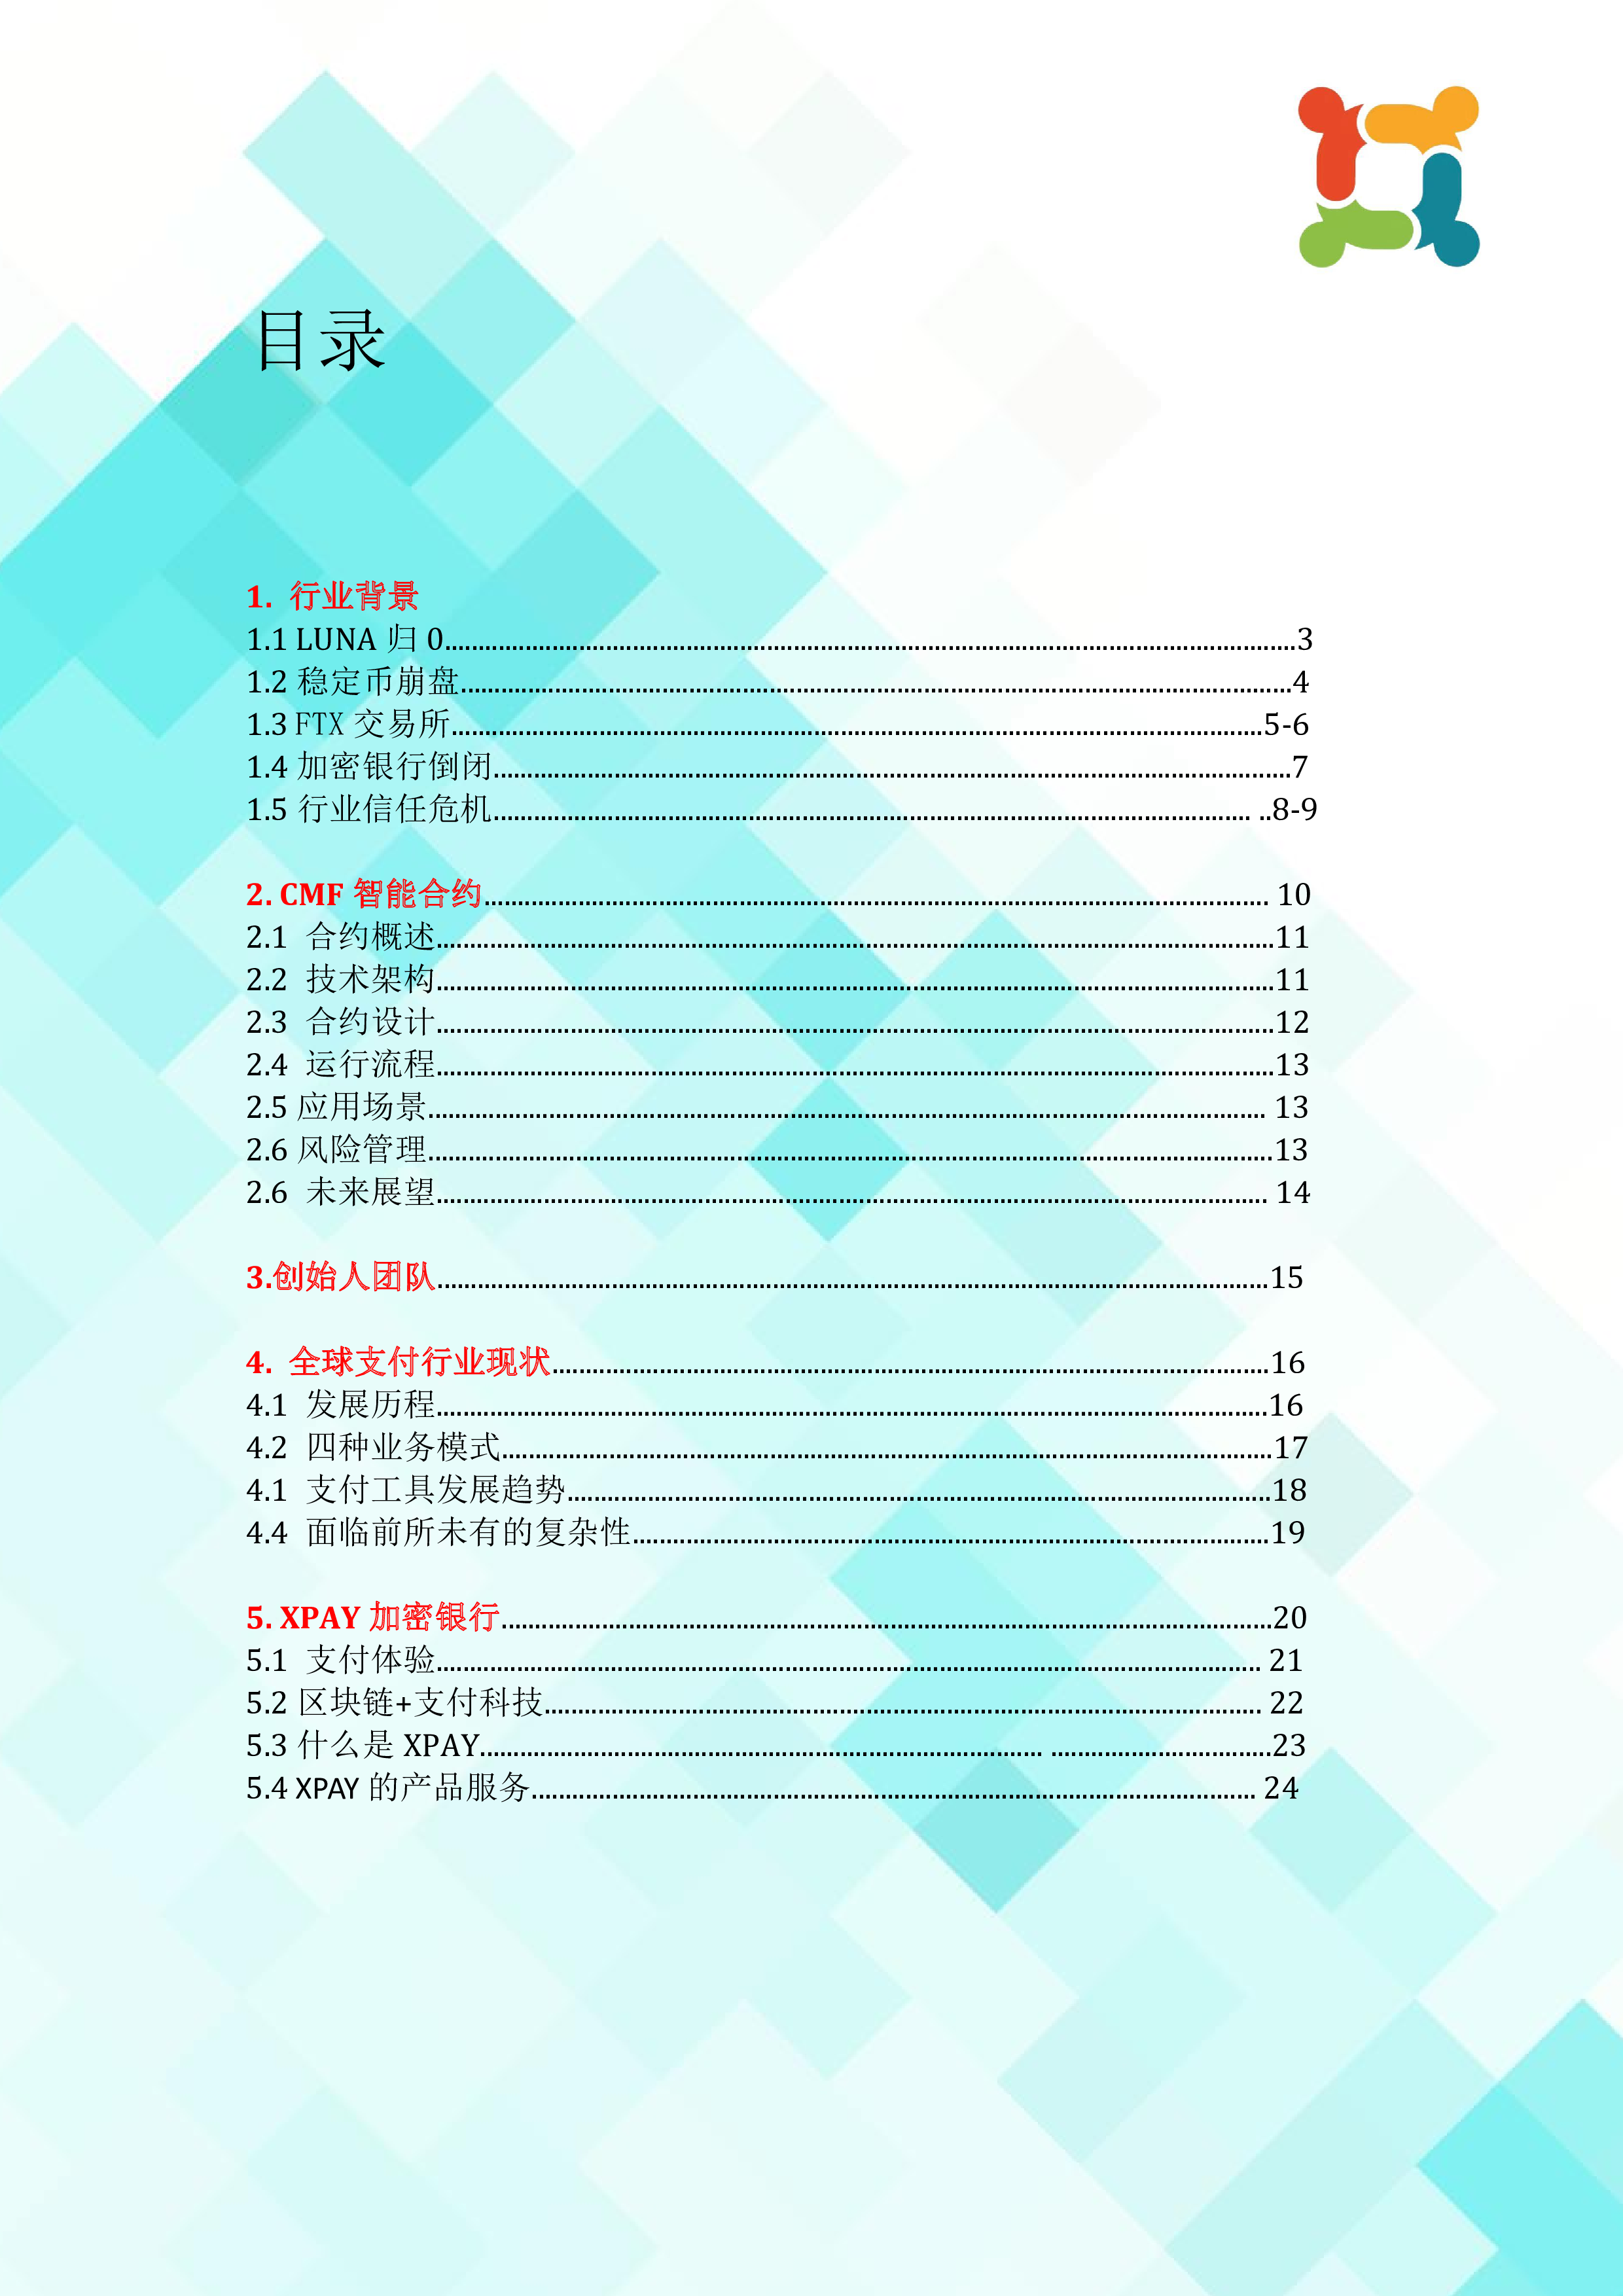 目录
1. 行业背景
1.1 LUNA 归 0........................................3
1.2 稳定币崩盘........................................4
1.3 FTX 交易所........................................5-6
1.4 加密银行倒闭........................................7
1.5 行业信任危机........................................ ..8-9
2. CMF 智能合约........................................ 10
2.1 合约概述........................................11
2.2 技术架构........................................11
2.3 合约设计........................................12
2.4 运行流程........................................13
2.5 应用场景........................................ 13
2.6 风险管理........................................13
2.6 未来展望........................................ 14
3.创始人团队........................................15
4. 全球支付行业现状........................................16
4.1 发展历程........................................16
4.2 四种业务模式........................................17
4.1 支付工具发展趋势........................................18
4.4 面临前所未有的复杂性........................................19
5. XPAY 加密银行........................................20
5.1 支付体验........................................ 21
5.2 区块链+支付科技........................................ 22
5.3 什么是 XPAY.............................. ..........23
5.4 XPAY 的产品服务........................................ 24